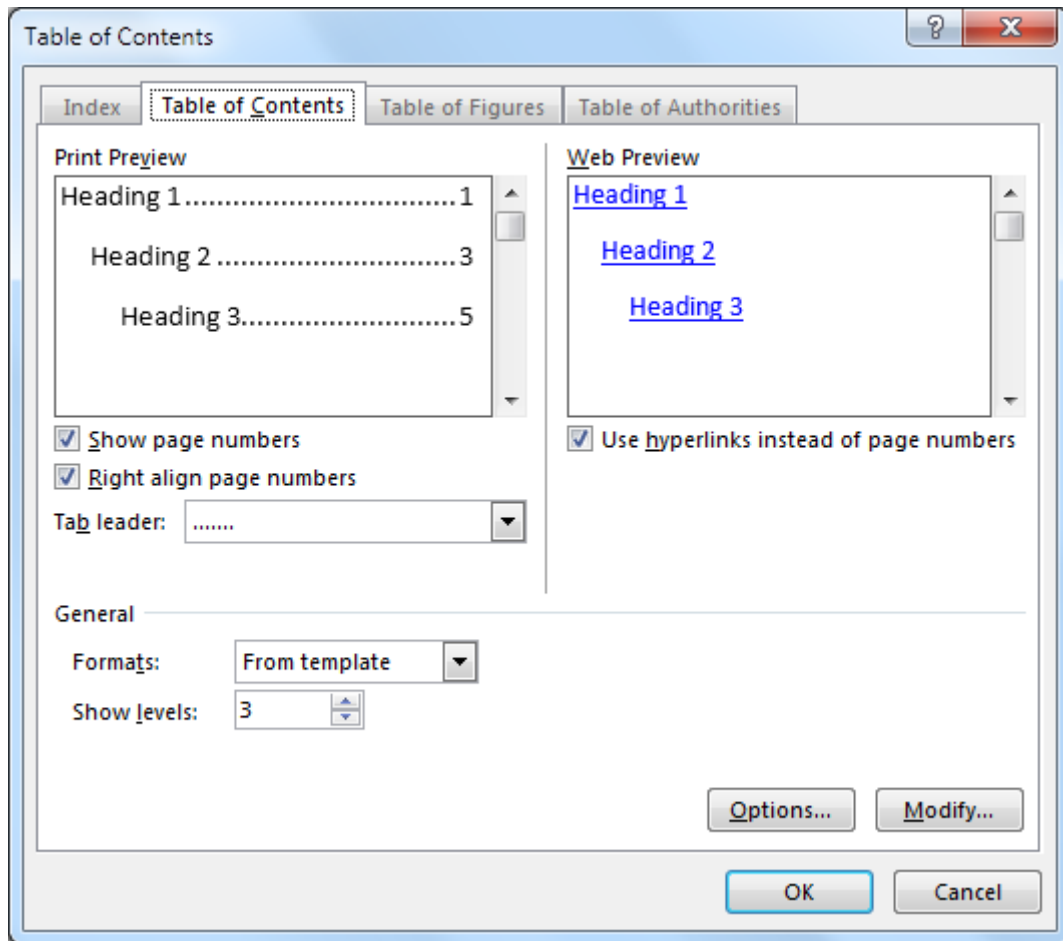 Table of Contents
?
Index Table of Contents Table of Figures Table of Authorities
Print Preview
Heading 1..................................1
Heading 2 ..............................3
Heading 3...........................5
Show page numbers
Right align page numbers
Tab leader: .......
Web Preview
Heading 1
Heading 2
Heading 3
Use hyperlinks instead of page numbers
General
Formats: From template
Show levels: 3
Options... Modify...
OK Cancel